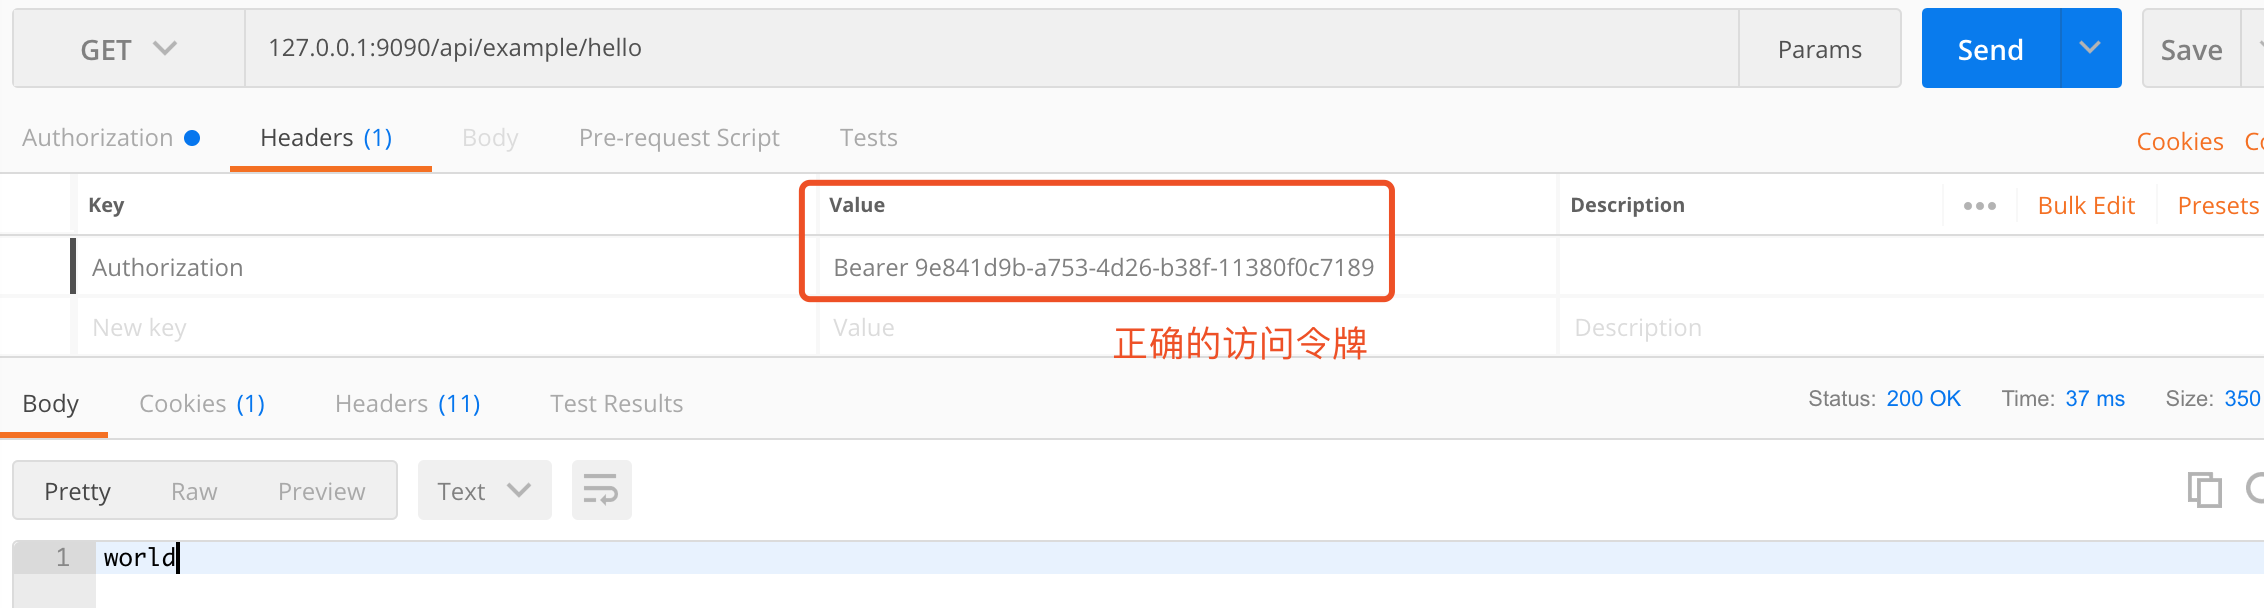 GET 127.0.0.1:9090/api/example/hello Params Send Save
Authorization Headers (1) Body Pre-request Script Tests Cookies
Key Value Description ••• Bulk Edit Presets
Authorization Bearer 9e841d9b-a753-4d26-b38f-11380f0c7189
New key Value Description
正确的访问令牌
Body Cookies (1) Headers (11) Test Results Status: 200 OK Time: 37 ms Size: 350
Pretty Raw Preview Text
1 world